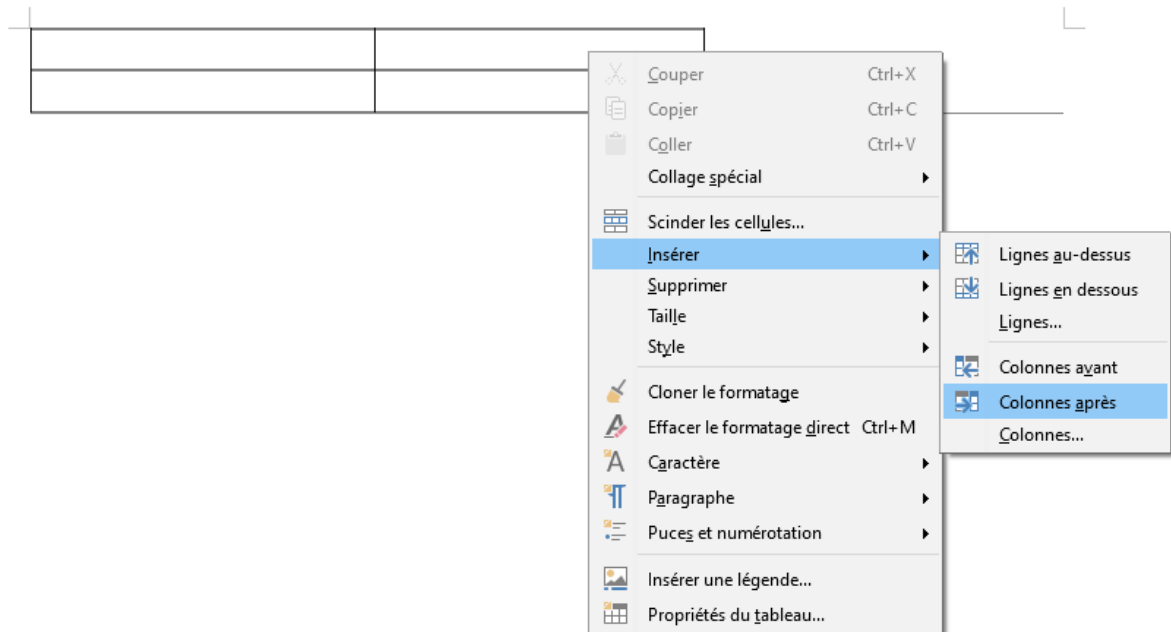 Couper Ctrl+X
Copier Ctrl+C
Coller Ctrl+V
Collage spécial
Scinder les cellules...
Insérer
Supprimer
Taille
Style
Cloner le formatage
Effacer le formatage direct Ctrl+M
Caractère
Paragraphe
Puces et numérotation
Insérer une légende...
Propriétés du tableau...
Lignes au-dessus
Lignes en dessous
Lignes...
Colonnes avant
Colonnes après
Colonnes...